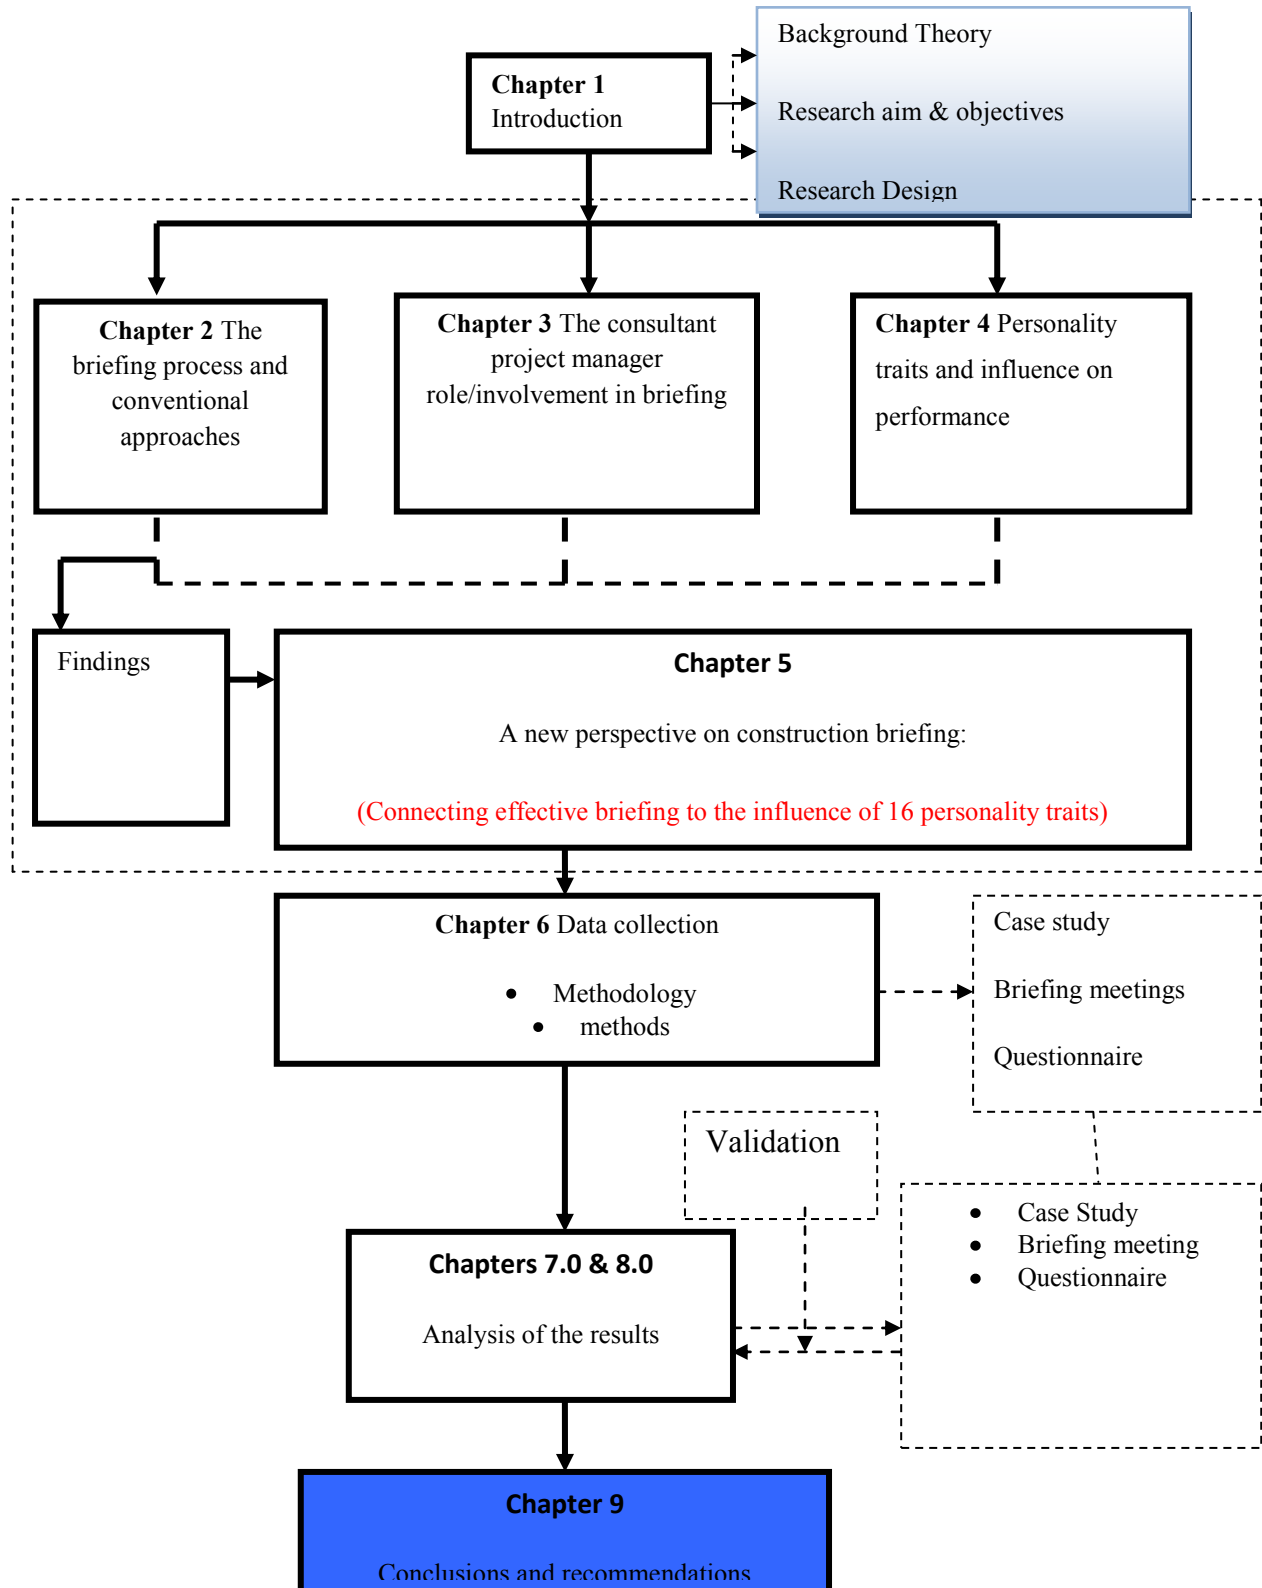 Background Theory
Chapter 1
Introduction
Research aim & objectives
Research Design
Chapter 2 The
briefing process and
conventional
approaches
Chapter 3 The consultant
project manager
role/involvement in briefing
Chapter 4 Personality
traits and influence on
performance
Findings
Chapter 5
A new perspective on construction briefing:
(Connecting effective briefing to the influence of 16 personality traits)
Chapter 6 Data collection
• Methodology
• methods
Case study
Briefing meetings
Questionnaire
Validation
• Case Study
• Briefing meeting
• Questionnaire
Chapters 7.0 & 8.0
Analysis of the results
Chapter 9
Conclusions and recommendations